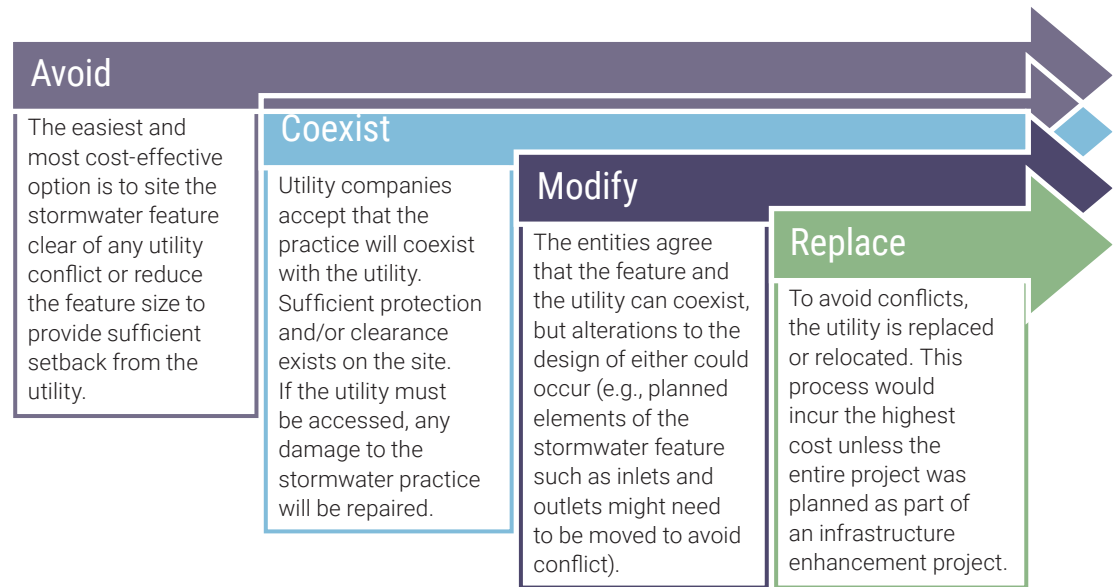 Avoid
The easiest and
most cost-effective
option is to site the
stormwater feature
clear of any utility
conflict or reduce
the feature size to
provide sufficient
setback from the
utility.
Coexist
Utility companies
accept that the
practice will coexist
with the utility.
Sufficient protection
and/or clearance
exists on the site.
If the utility must
be accessed, any
damage to the
stormwater practice
will be repaired.
Modify
The entities agree
that the feature and
the utility can coexist,
but alterations to the
design of either could
occur (e.g., planned
elements of the
stormwater feature
such as inlets and
outlets might need
to be moved to avoid
conflict).
Replace
To avoid conflicts,
the utility is replaced
or relocated. This
process would
incur the highest
cost unless the
entire project was
planned as part of
an infrastructure
enhancement project.